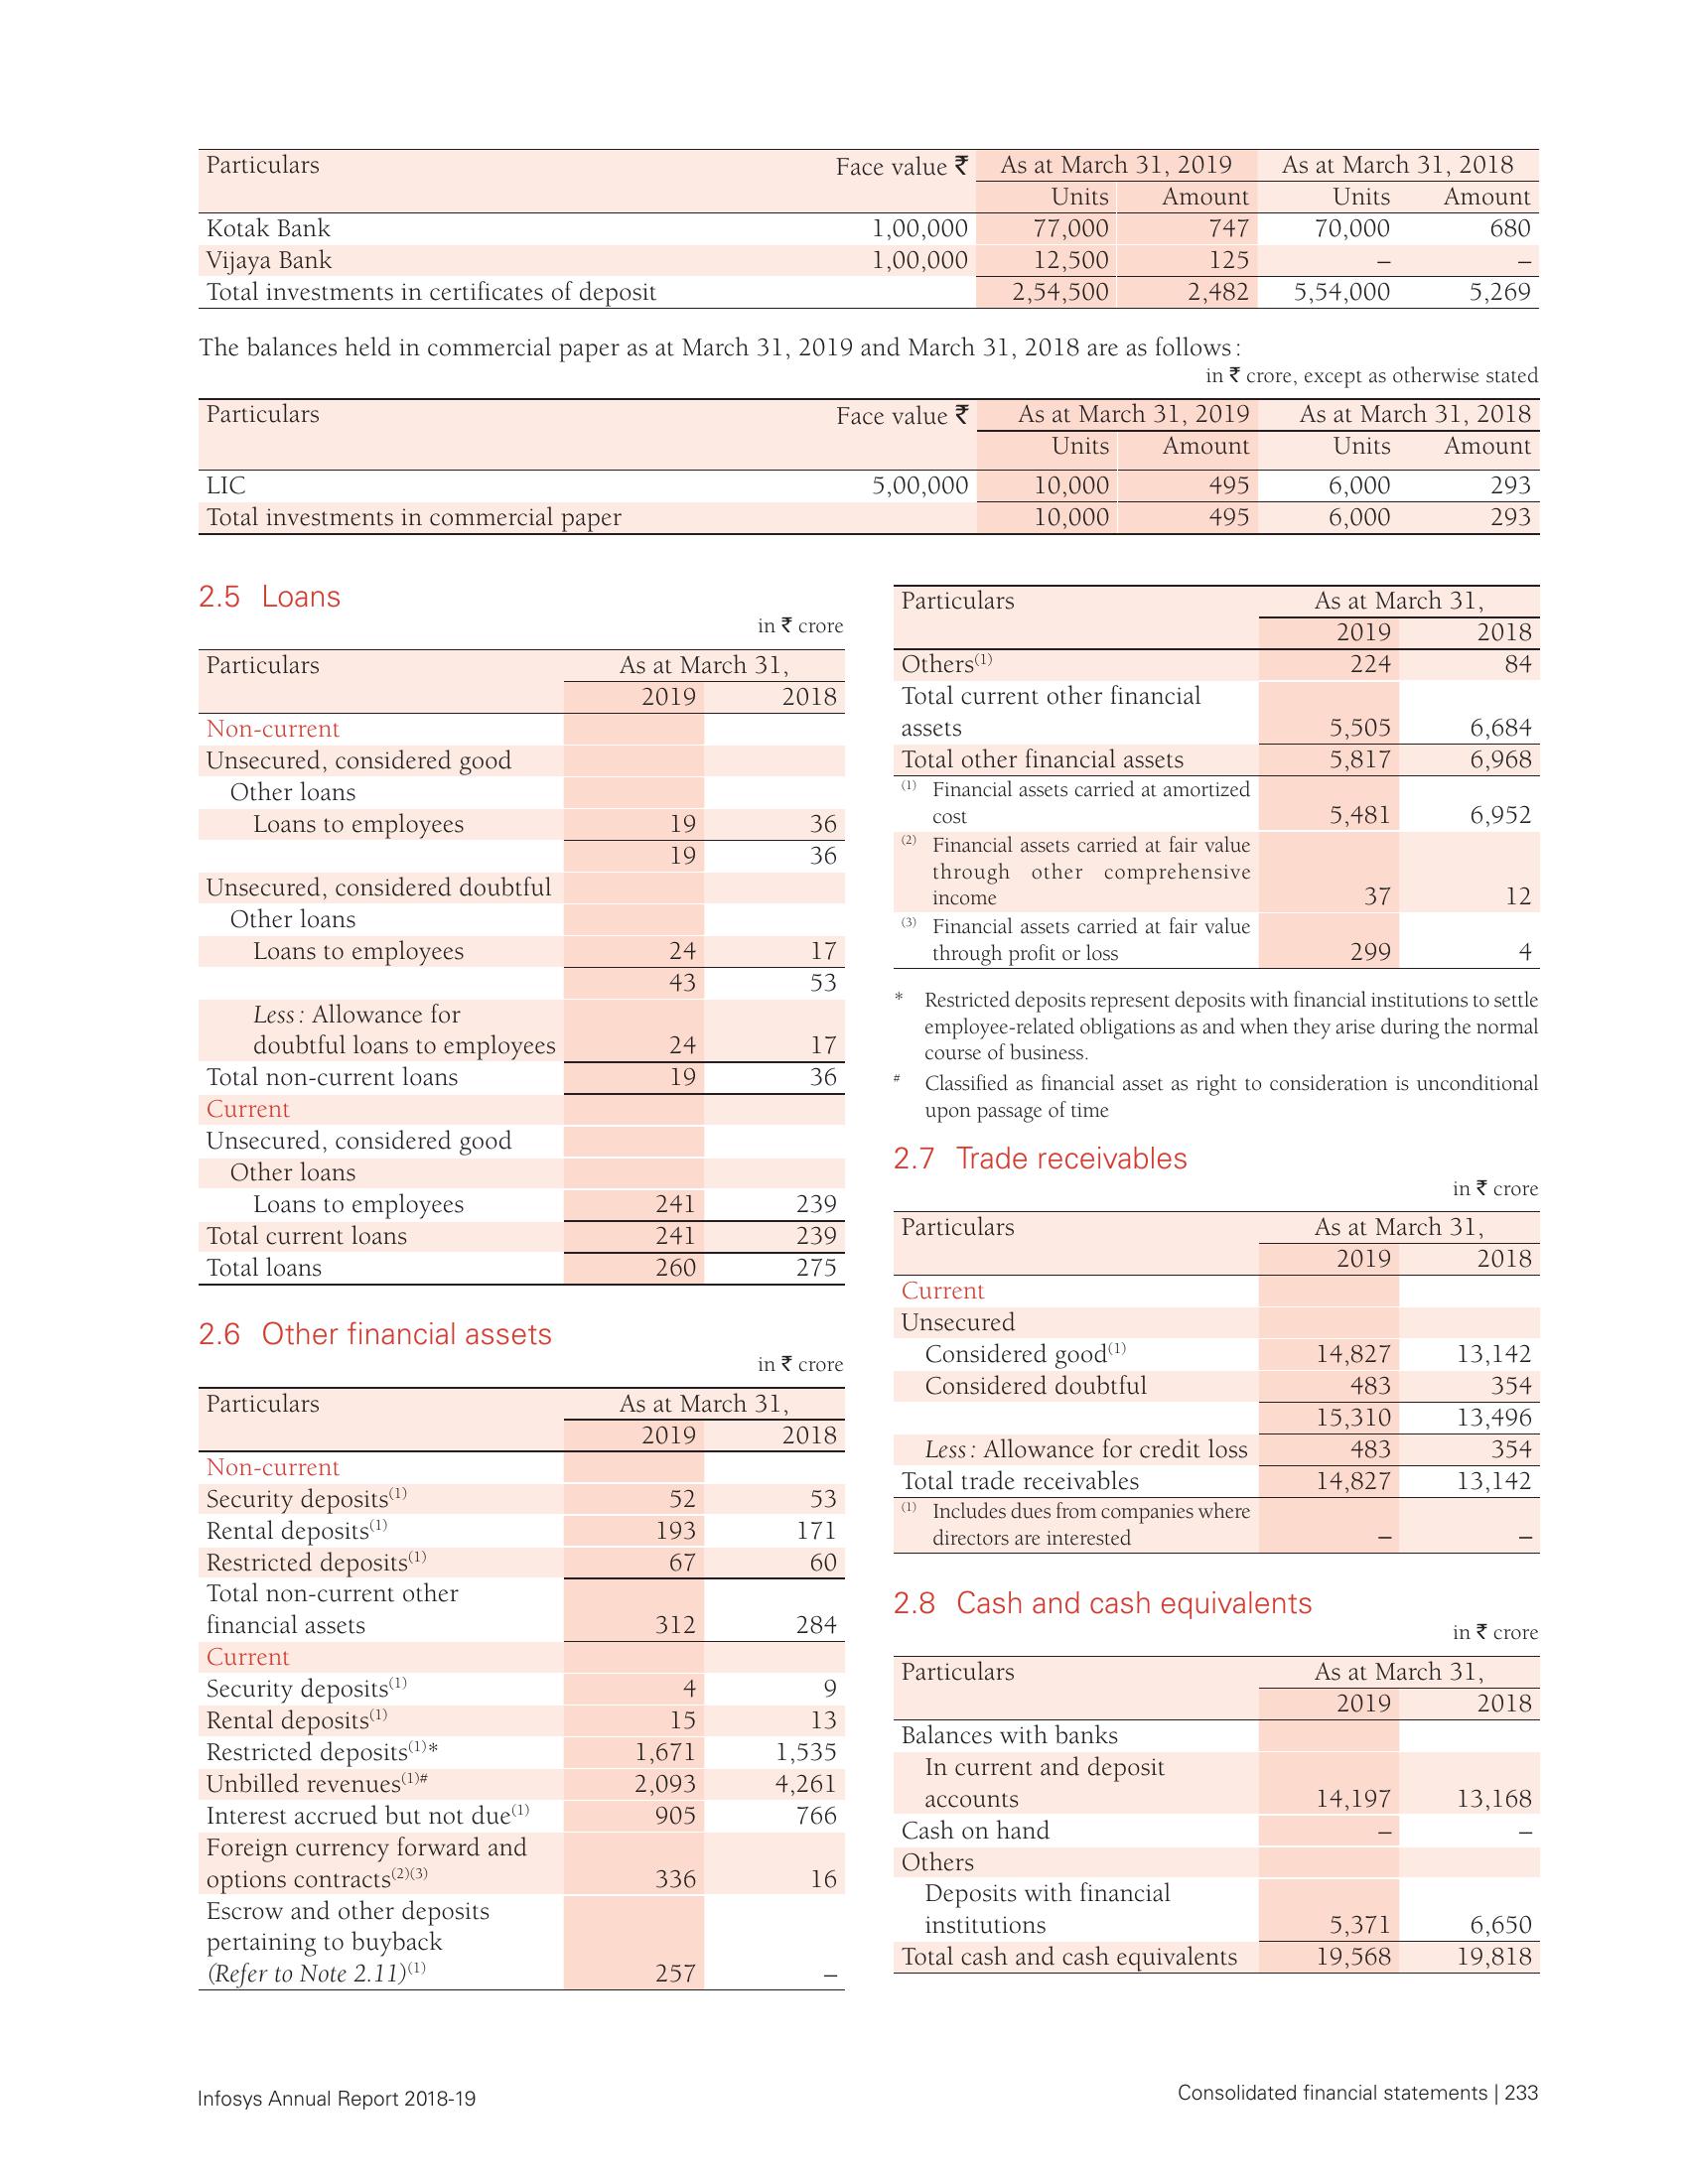 Particulars Face value ₹ As at March 31, 2019 As at March 31, 2018
Units Amount Units Amount
Kotak Bank 1,00,000 77,000 747 70,000 680
Vijaya Bank 1,00,000 12,500 125 – –
Total investments in certificates of deposit 2,54,500 2,482 5,54,000 5,269
The balances held in commercial paper as at March 31, 2019 and March 31, 2018 are as follows:
in ₹ crore, except as otherwise stated
Particulars Face value ₹ As at March 31, 2019 As at March 31, 2018
Units Amount Units Amount
LIC 5,00,000 10,000 495 6,000 293
Total investments in commercial paper 10,000 495 6,000 293
2.5 Loans
in ₹ crore
Particulars As at March 31,
2019 2018
Non-current
Unsecured, considered good
Other loans
Loans to employees 19 36
19 36
Unsecured, considered doubtful
Other loans
Loans to employees 24 17
43 53
Less: Allowance for
doubtful loans to employees 24 17
Total non-current loans 19 36
Current
Unsecured, considered good
Other loans
Loans to employees 241 239
Total current loans 241 239
Total loans 260 275
2.6 Other financial assets
in ₹ crore
Particulars As at March 31,
2019 2018
Non-current
Security deposits(1) 52 53
Rental deposits(1) 193 171
Restricted deposits(1) 67 60
Total non-current other
financial assets 312 284
Current
Security deposits(1) 4 9
Rental deposits(1) 15 13
Restricted deposits(1)* 1,671 1,535
Unbilled revenues(1)# 2,093 4,261
Interest accrued but not due(1) 905 766
Foreign currency forward and
options contracts(2)(3) 336 16
Escrow and other deposits
pertaining to buyback
(Refer to Note 2.11)(1) 257 –
Particulars As at March 31,
2019 2018
Others(1) 224 84
Total current other financial
assets 5,505 6,684
Total other financial assets 5,817 6,968
(1) Financial assets carried at amortized
cost 5,481 6,952
(2) Financial assets carried at fair value
through other comprehensive
income 37 12
(3) Financial assets carried at fair value
through profit or loss 299 4
* Restricted deposits represent deposits with financial institutions to settle
employee-related obligations as and when they arise during the normal
course of business.
# Classified as financial asset as right to consideration is unconditional
upon passage of time
2.7 Trade receivables
in ₹ crore
Particulars As at March 31,
2019 2018
Current
Unsecured
Considered good(1) 14,827 13,142
Considered doubtful 483 354
15,310 13,496
Less: Allowance for credit loss 483 354
Total trade receivables 14,827 13,142
(1) Includes dues from companies where
directors are interested – –
2.8 Cash and cash equivalents
in ₹ crore
Particulars As at March 31,
2019 2018
Balances with banks
In current and deposit
accounts 14,197 13,168
Cash on hand – –
Others
Deposits with financial
institutions 5,371 6,650
Total cash and cash equivalents 19,568 19,818
Infosys Annual Report 2018-19
Consolidated financial statements | 233